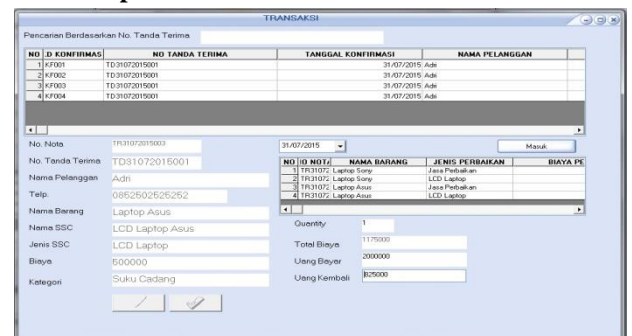 TRANSAKSI
Pencarian Berdasarkan No. Tanda Terima
NO .D KONFIRMAS NO TANDA TERIMA TANGGAL KONFIRMASI NAMA PELANGGAN
1 KF001 TD31072015001 31/07/2015 Adri
2 KF002 TD31072015001 31/07/2015 Adri
3 KF003 TD31072015001 31/07/2015 Adri
4 KF004 TD31072015001 31/07/2015 Adri
No. Nota TR31072015003 31/07/2015 Masuk
No. Tanda Terima TD31072015001
Nama Pelanggan Adri
Telp. 0852502525252
Nama Barang Laptop Asus
Nama SSC LCD Laptop Asus
Jenis SSC LCD Laptop
Biaya 500000
Kategori Suku Cadang
NO ID NOTA NAMA BARANG JENIS PERBAIKAN BIAYA PE
1 TR31072 Laptop Sony Jasa Perbaikan
2 TR31072 Laptop Sony LCD Laptop
3 TR31072 Laptop Asus Jasa Perbaikan
4 TR31072 Laptop Asus LCD Laptop
Quantity 1
Total Biaya 1175000
Uang Bayar 2000000
Uang Kembali 825000